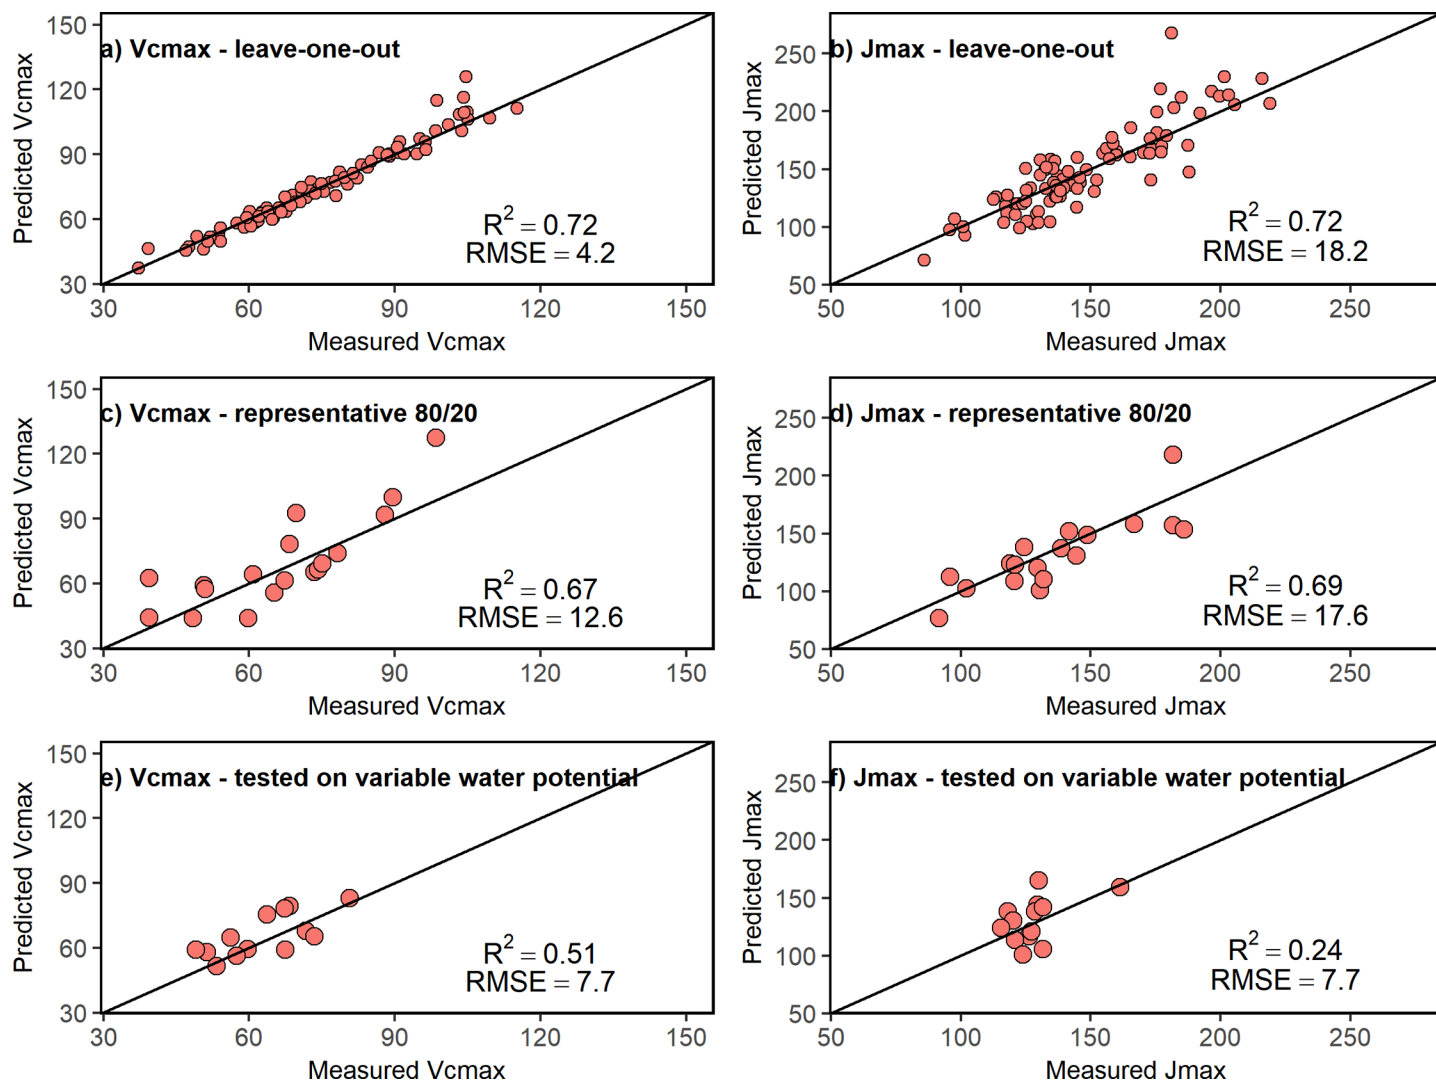 a) Vcmax - leave-one-out
Predicted Vcmax
150
120
90
60
30
R² = 0.72
RMSE = 4.2
30 60 90 120 150
Measured Vcmax
b) Jmax - leave-one-out
Predicted Jmax
250
200
150
100
50
R² = 0.72
RMSE = 18.2
50 100 150 200 250
Measured Jmax
c) Vcmax - representative 80/20
Predicted Vcmax
150
120
90
60
30
R² = 0.67
RMSE = 12.6
30 60 90 120 150
Measured Vcmax
d) Jmax - representative 80/20
Predicted Jmax
250
200
150
100
50
R² = 0.69
RMSE = 17.6
50 100 150 200 250
Measured Jmax
e) Vcmax - tested on variable water potential
Predicted Vcmax
150
120
90
60
30
R² = 0.51
RMSE = 7.7
30 60 90 120 150
Measured Vcmax
f) Jmax - tested on variable water potential
Predicted Jmax
250
200
150
100
50
R² = 0.24
RMSE = 7.7
50 100 150 200 250
Measured Jmax